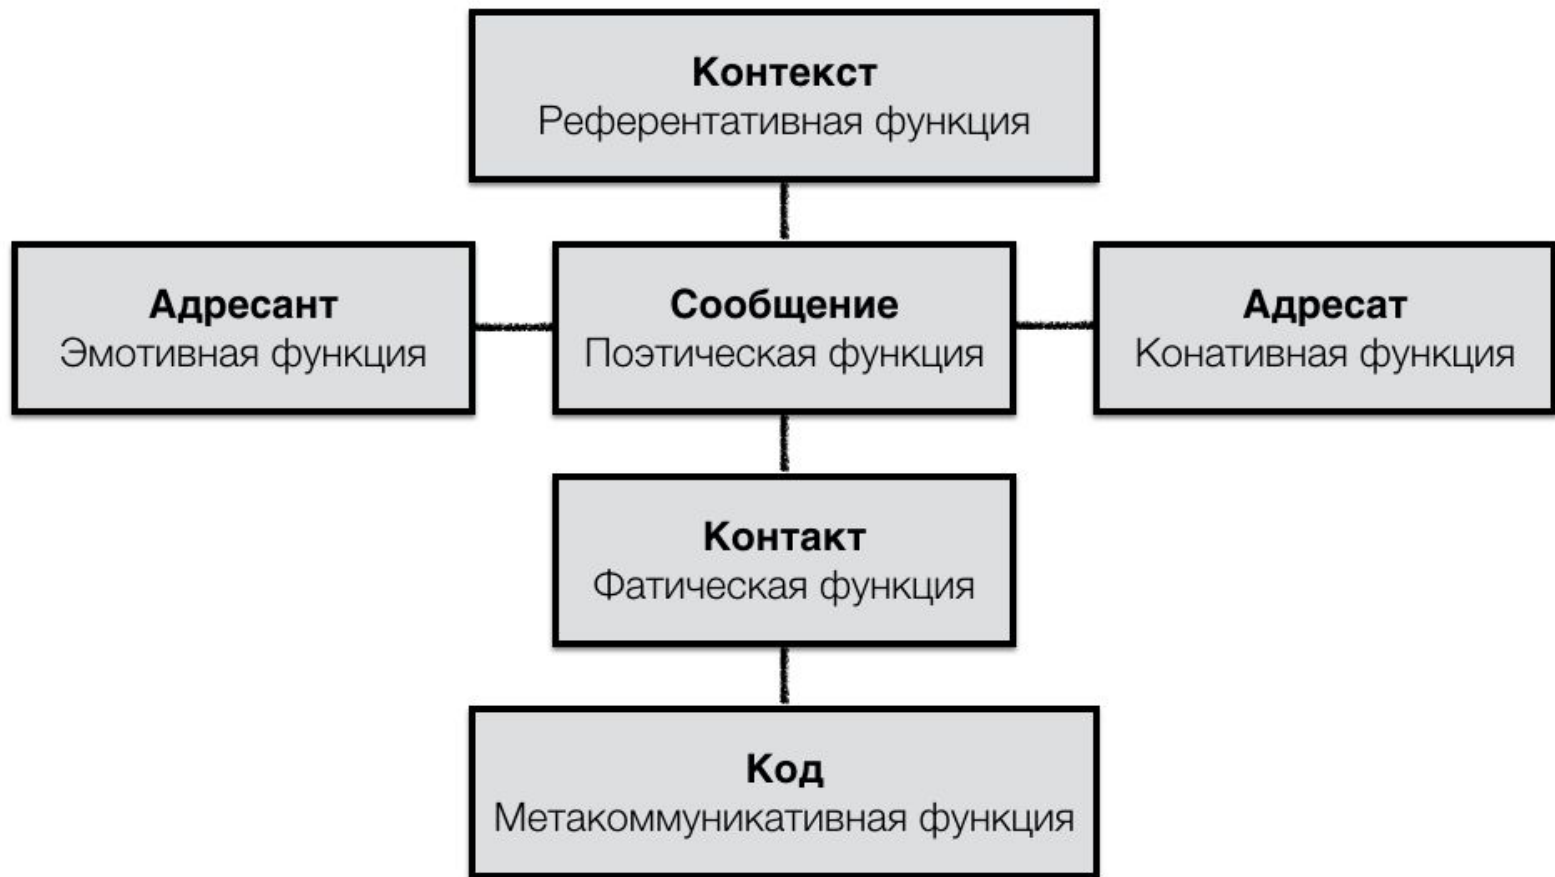 Контекст
Референтативная функция
Адресант
Эмотивная функция
Сообщение
Поэтическая функция
Адресат
Конативная функция
Контакт
Фатическая функция
Код
Метакоммуникативная функция